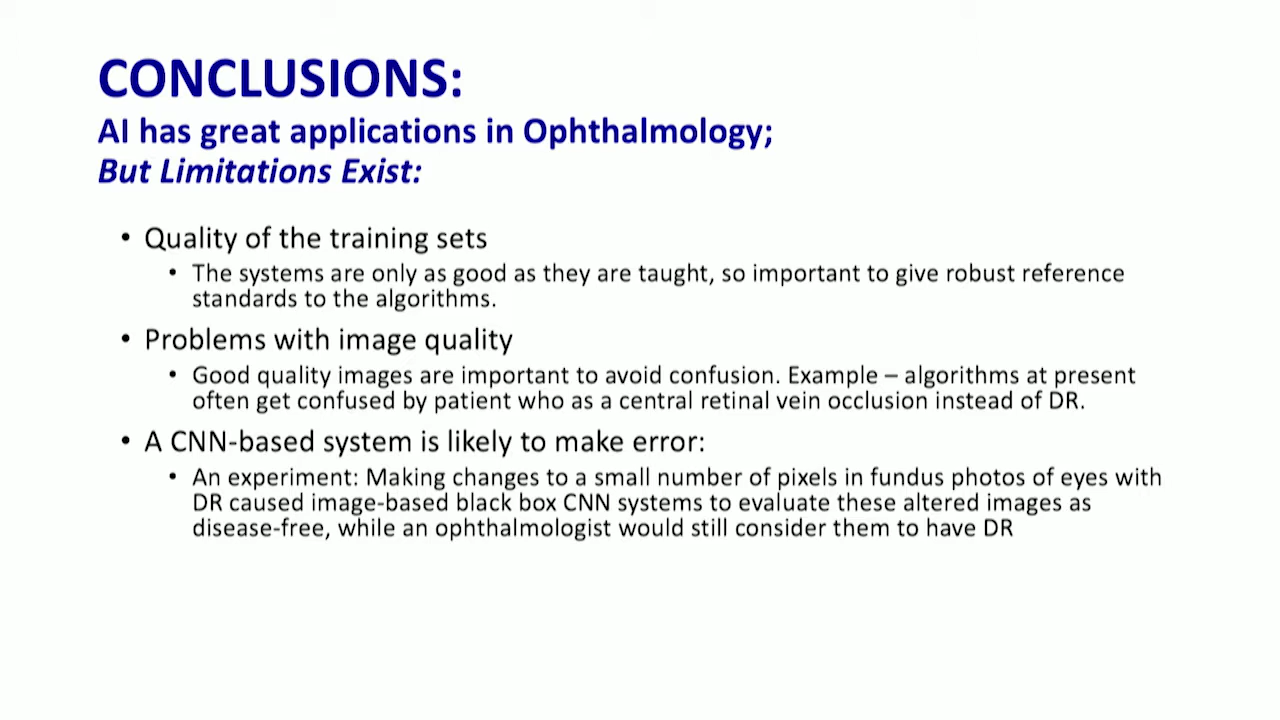 CONCLUSIONS:
AI has great applications in Ophthalmology;
But Limitations Exist:
• Quality of the training sets
• The systems are only as good as they are taught, so important to give robust reference
standards to the algorithms.
• Problems with image quality
• Good quality images are important to avoid confusion. Example – algorithms at present
often get confused by patient who as a central retinal vein occlusion instead of DR.
• A CNN-based system is likely to make error:
• An experiment: Making changes to a small number of pixels in fundus photos of eyes with
DR caused image-based black box CNN systems to evaluate these altered images as
disease-free, while an ophthalmologist would still consider them to have DR